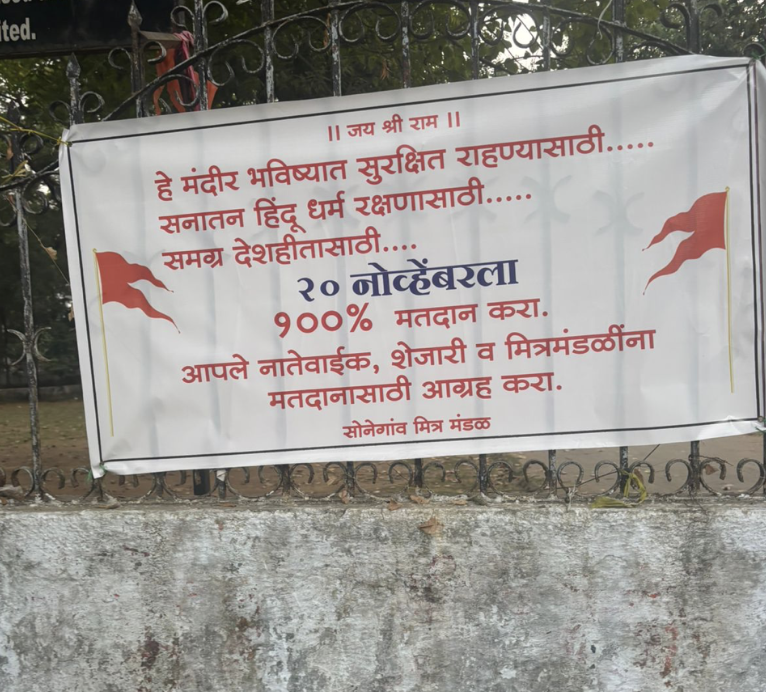 ited.
|| जय श्री राम ||
हे मंदीर भविष्यात सुरक्षित राहण्यासाठी.....
सनातन हिंदू धर्म रक्षणासाठी.....
समग्र देशहीतासाठी....
२० नोव्हेंबरला
१००% मतदान करा.
आपले नातेवाईक, शेजारी व मित्रमंडळींना
मतदानासाठी आग्रह करा.
सोनेगांव मित्र मंडळ